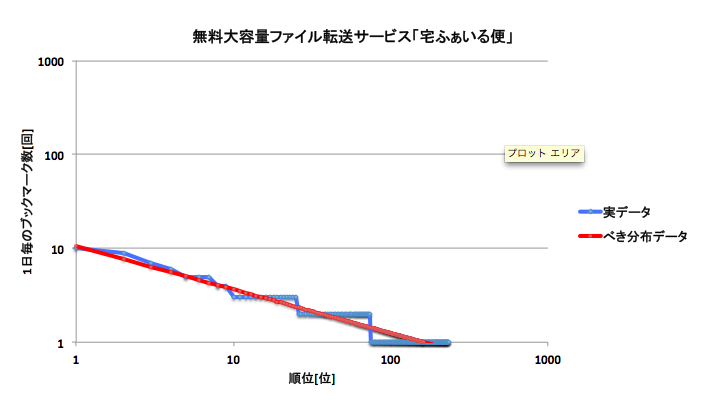 無料大容量ファイル転送サービス「宅ふぁいる便」
1000
100
10
1
1日毎のブックマーク数[回]
プロット エリア
実データ
べき分布データ
1
10
100
1000
順位[位]